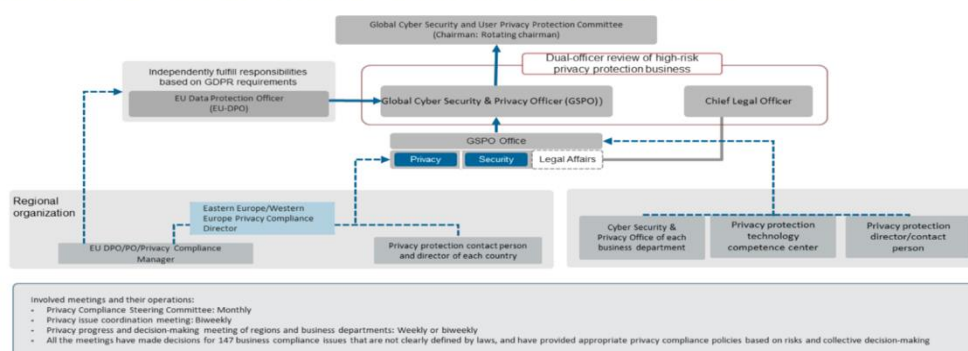 Global Cyber Security and User Privacy Protection Committee
(Chairman: Rotating chairman)
Dual-officer review of high-risk
privacy protection business
Independently fulfill responsibilities
based on GDPR requirements
EU Data Protection Officer
(EU-DPO)
Global Cyber Security & Privacy Officer (GSPO))
Chief Legal Officer
GSPO Office
Privacy
Security
Legal Affairs
Regional
organization
Eastern Europe/Western
Europe Privacy Compliance
Director
EU DPO/PO/Privacy Compliance
Manager
Privacy protection contact person
and director of each country
Cyber Security &
Privacy Office of each
business department
Privacy protection
technology
competence center
Privacy protection
director/contact
person
Involved meetings and their operations:
• Privacy Compliance Steering Committee: Monthly
• Privacy issue coordination meeting: Biweekly
• Privacy progress and decision-making meeting of regions and business departments: Weekly or biweekly
• All the meetings have made decisions for 147 business compliance issues that are not clearly defined by laws, and have provided appropriate privacy compliance policies based on risks and collective decision-making